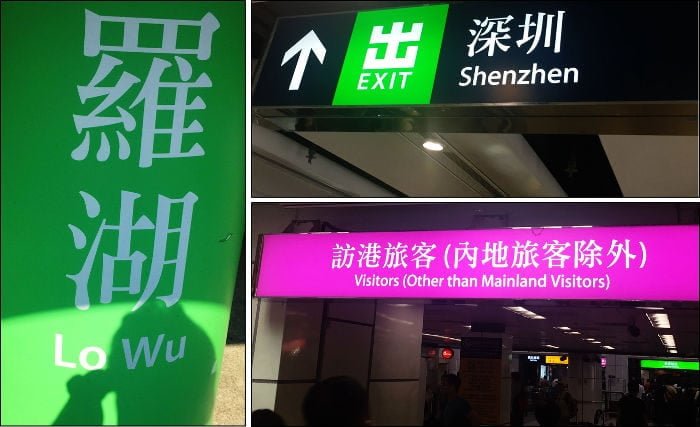 羅
湖
Lo Wu
出 深圳
EXIT Shenzhen
訪港旅客 (內地旅客除外)
Visitors (Other than Mainland Visitors)